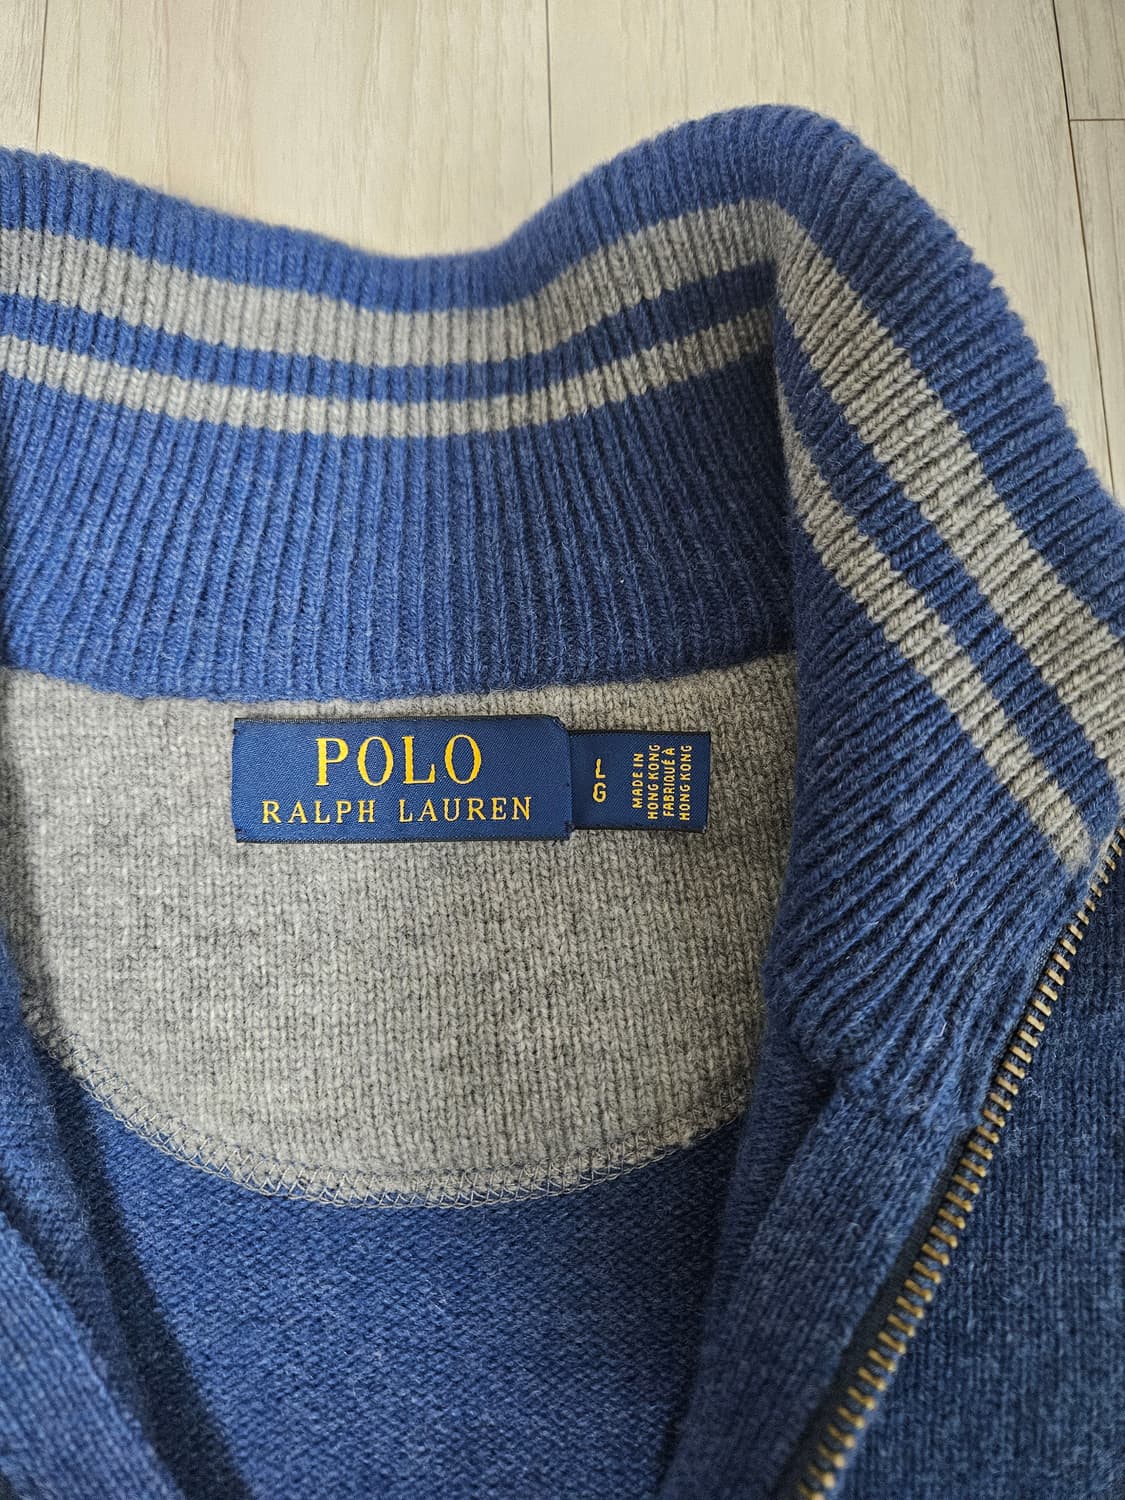 POLO
RALPH LAUREN
L
G
MADE IN
HONG KONG
FABRIQUÉ À
HONG KONG